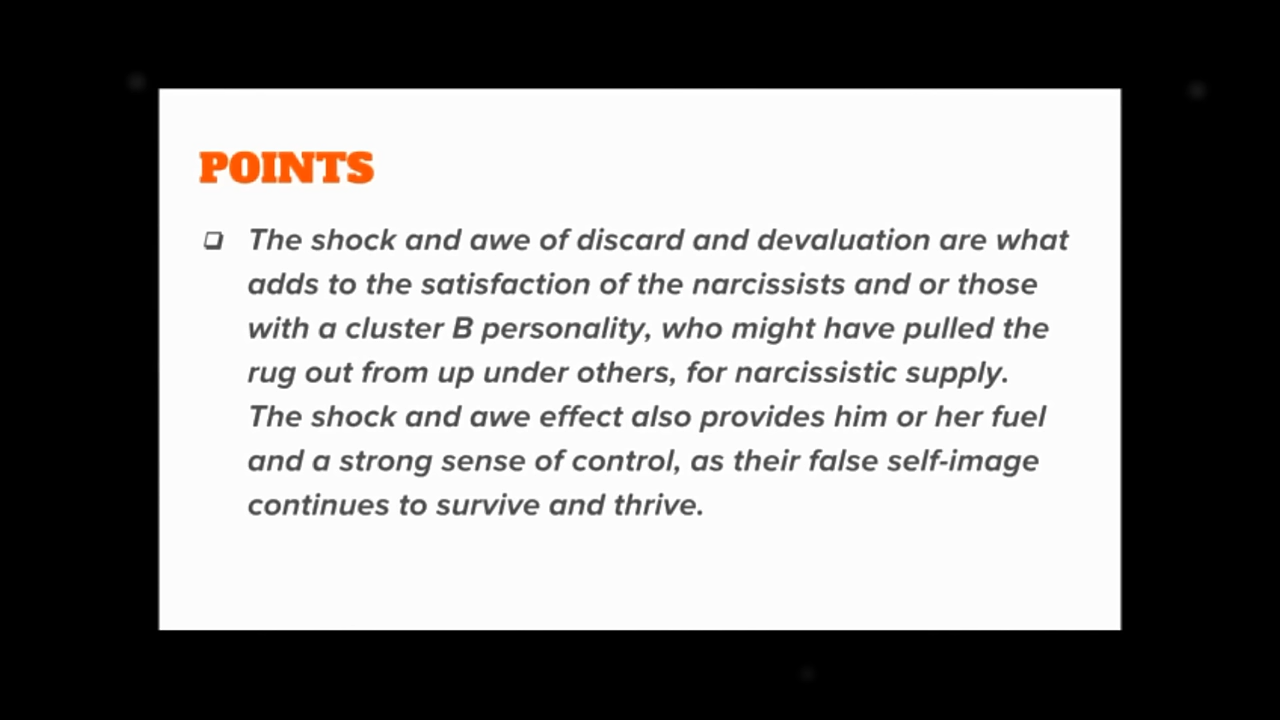 POINTS
❏ The shock and awe of discard and devaluation are what
adds to the satisfaction of the narcissists and or those
with a cluster B personality, who might have pulled the
rug out from up under others, for narcissistic supply.
The shock and awe effect also provides him or her fuel
and a strong sense of control, as their false self-image
continues to survive and thrive.